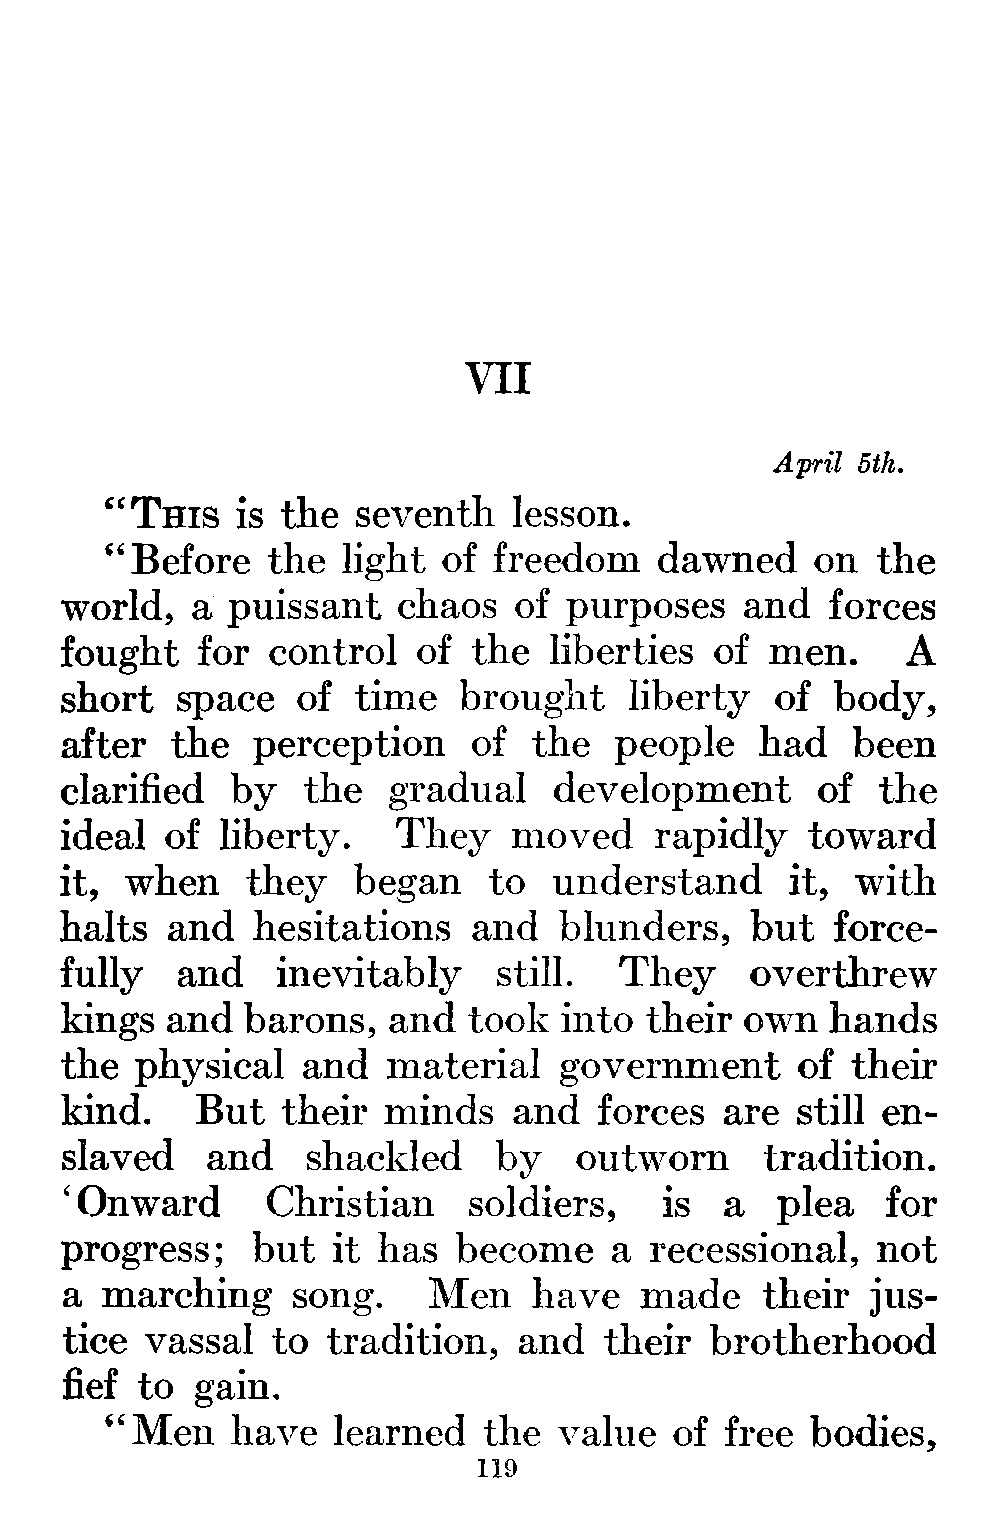 VII
April 5th.
“THIS is the seventh lesson.
“Before the light of freedom dawned on the
world, a puissant chaos of purposes and forces
fought for control of the liberties of men. A
short space of time brought liberty of body,
after the perception of the people had been
clarified by the gradual development of the
ideal of liberty. They moved rapidly toward
it, when they began to understand it, with
halts and hesitations and blunders, but force-
fully and inevitably still. They overthrew
kings and barons, and took into their own hands
the physical and material government of their
kind. But their minds and forces are still en-
slaved and shackled by outworn tradition.
‘Onward Christian soldiers, is a plea for
progress; but it has become a recessional, not
a marching song. Men have made their jus-
tice vassal to tradition, and their brotherhood
fief to gain.
“Men have learned the value of free bodies,
119